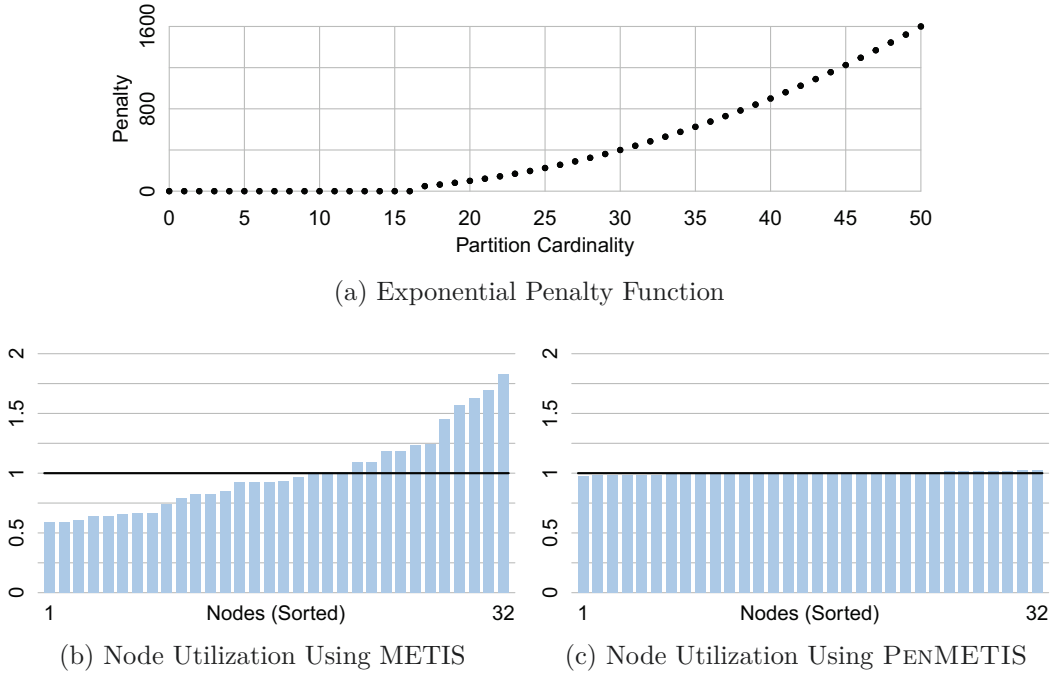 1600
800
0
Penalty
0 5 10 15 20 25 30 35 40 45 50
Partition Cardinality
(a) Exponential Penalty Function
2
1.5
1
0.5
0
1 Nodes (Sorted) 32
(b) Node Utilization Using METIS
2
1.5
1
0.5
0
1 Nodes (Sorted) 32
(c) Node Utilization Using PENMETIS